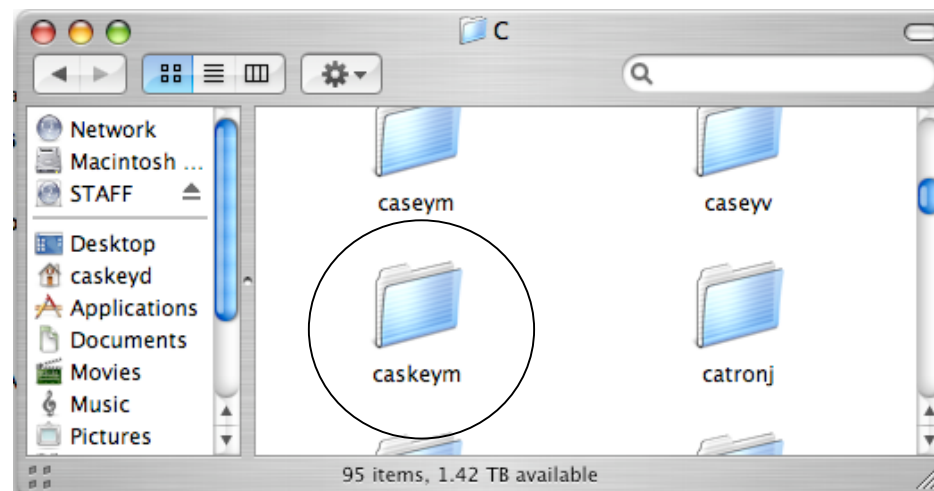 C
Network
Macintosh ...
STAFF
Desktop
caskeyd
Applications
Documents
Movies
Music
Pictures
caseym caseyv
caskeym catronj
95 items, 1.42 TB available